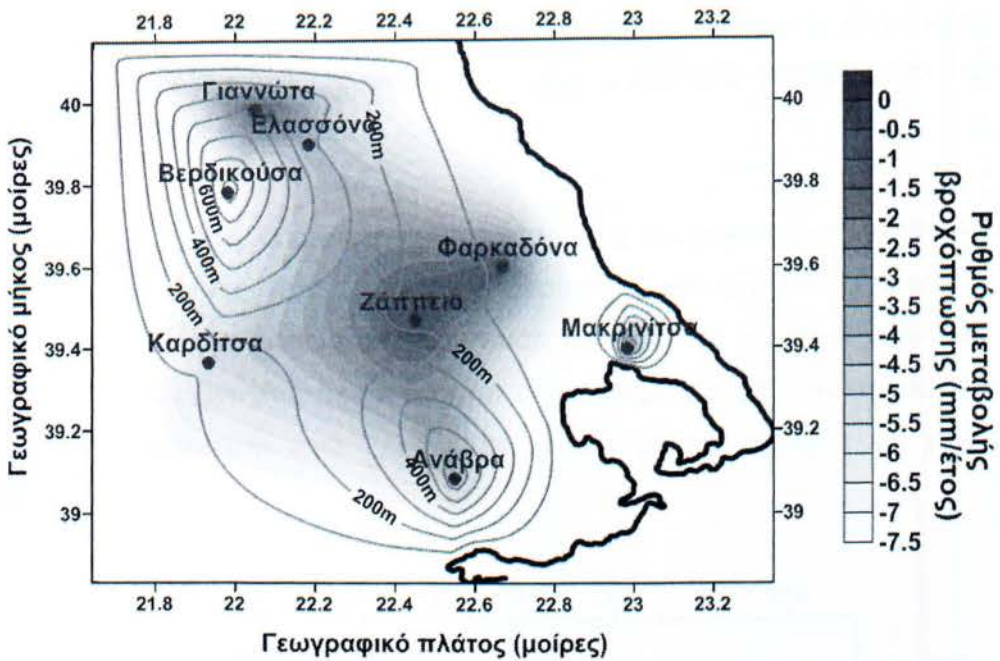 21.8 22 22.2 22.4 22.6 22.8 23 23.2
40
39.8
39.6
39.4
39.2
39
Γεωγραφικό μήκος (μοίρες)
Γιαννώτα
Ελασσόνα
200m
Βερδικούσα
600m
400m
200m
Φαρκαδόνα
Ζάππειο
Καρδίτσα
Μακρινίτσα
200m
Ανάβρα
400m
200m
40
39.8
39.6
39.4
39.2
39
21.8 22 22.2 22.4 22.6 22.8 23 23.2
Γεωγραφικό πλάτος (μοίρες)
0
-0.5
-1
-1.5
-2
-2.5
-3
-3.5
-4
-4.5
-5
-5.5
-6
-6.5
-7
-7.5
Ρυθμός μεταβολής
βροχόπτωσης (mm/έτος)